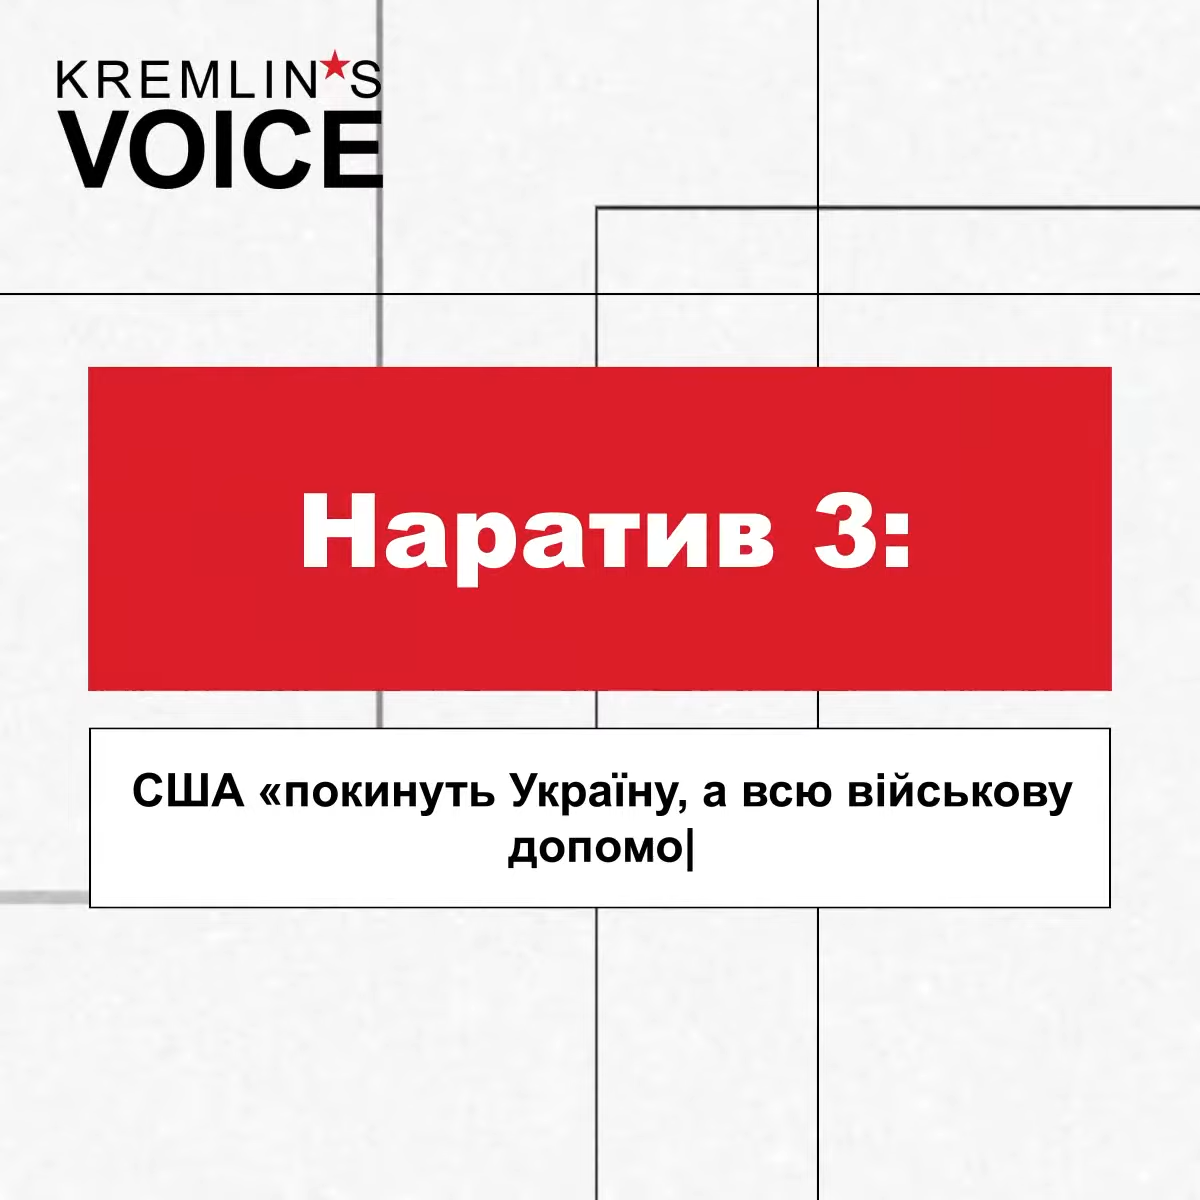 KREMLIN★S
VOICE
Наратив 3:
США «покинуть Україну, а всю військову
допомо|